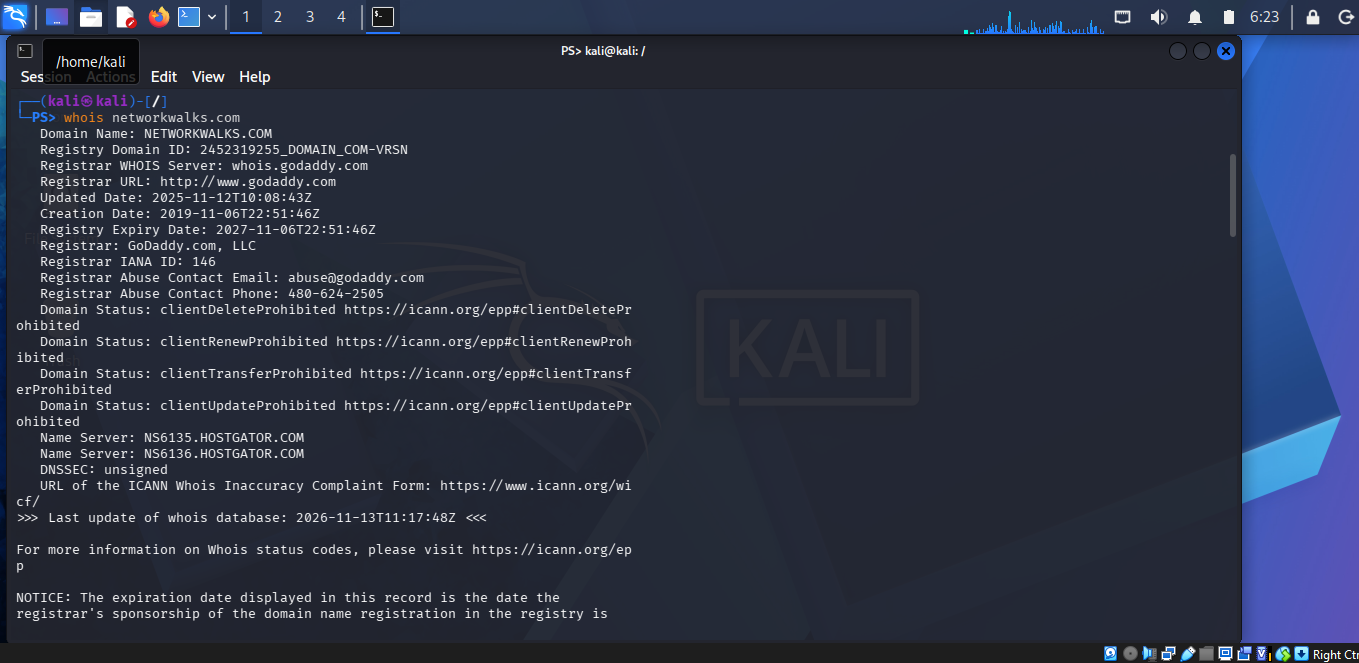 1 2 3 4 6:23
PS> kali@kali: /
/home/kali
Session Actions Edit View Help
┌──(kali㉿kali)-[/]
└─PS> whois networkwalks.com
Domain Name: NETWORKWALKS.COM
Registry Domain ID: 2452319255_DOMAIN_COM-VRSN
Registrar WHOIS Server: whois.godaddy.com
Registrar URL: http://www.godaddy.com
Updated Date: 2025-11-12T10:08:43Z
Creation Date: 2019-11-06T22:51:46Z
Registry Expiry Date: 2027-11-06T22:51:46Z
Registrar: GoDaddy.com, LLC
Registrar IANA ID: 146
Registrar Abuse Contact Email: abuse@godaddy.com
Registrar Abuse Contact Phone: 480-624-2505
Domain Status: clientDeleteProhibited https://icann.org/epp#clientDeletePr
ohibited
Domain Status: clientRenewProhibited https://icann.org/epp#clientRenewProh
ibited
Domain Status: clientTransferProhibited https://icann.org/epp#clientTransf
erProhibited
Domain Status: clientUpdateProhibited https://icann.org/epp#clientUpdatePr
ohibited
Name Server: NS6135.HOSTGATOR.COM
Name Server: NS6136.HOSTGATOR.COM
DNSSEC: unsigned
URL of the ICANN Whois Inaccuracy Complaint Form: https://www.icann.org/wi
cf/
>>> Last update of whois database: 2026-11-13T11:17:48Z <<<
For more information on Whois status codes, please visit https://icann.org/ep
p
NOTICE: The expiration date displayed in this record is the date the
registrar's sponsorship of the domain name registration in the registry is
KALI
Right Ctr